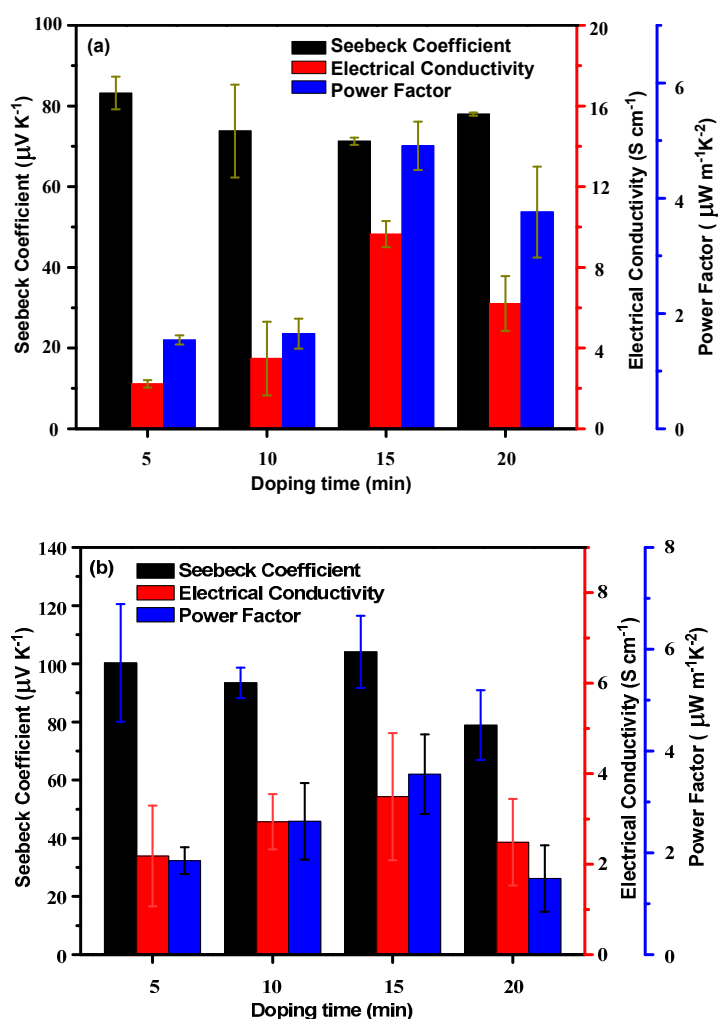 (a)
Seebeck Coefficient
Electrical Conductivity
Power Factor
Seebeck Coefficient (μV K-1)
100
80
60
40
20
0
Electrical Conductivity (S cm-1)
20
16
12
8
4
0
Power Factor ( μW m-1K-2)
6
4
2
0
5 10 15 20
Doping time (min)
(b)
Seebeck Coefficient
Electrical Conductivity
Power Factor
Seebeck Coefficient (μV K-1)
140
120
100
80
60
40
20
0
Electrical Conductivity (S cm-1)
8
6
4
2
0
Power Factor ( μW m-1K-2)
8
6
4
2
0
5 10 15 20
Doping time (min)